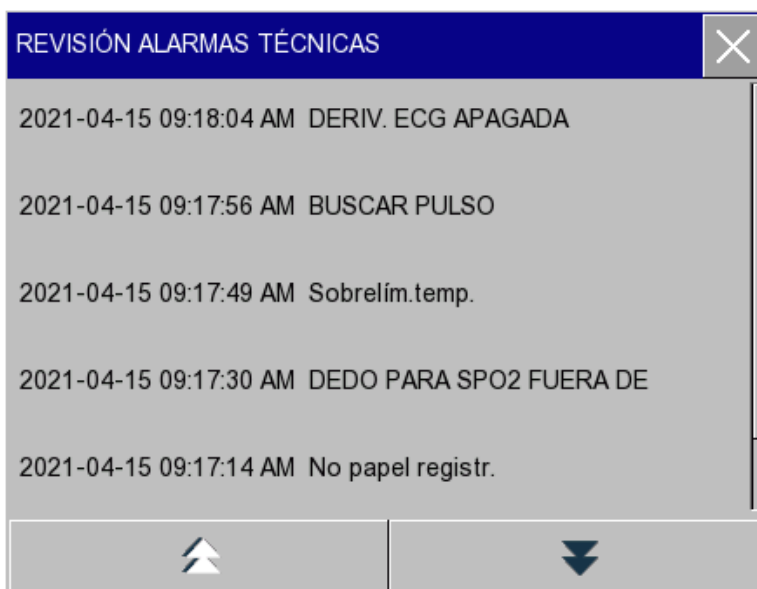 REVISIÓN ALARMAS TÉCNICAS
2021-04-15 09:18:04 AM DERIV. ECG APAGADA
2021-04-15 09:17:56 AM BUSCAR PULSO
2021-04-15 09:17:49 AM Sobrelím.temp.
2021-04-15 09:17:30 AM DEDO PARA SPO2 FUERA DE
2021-04-15 09:17:14 AM No papel registr.